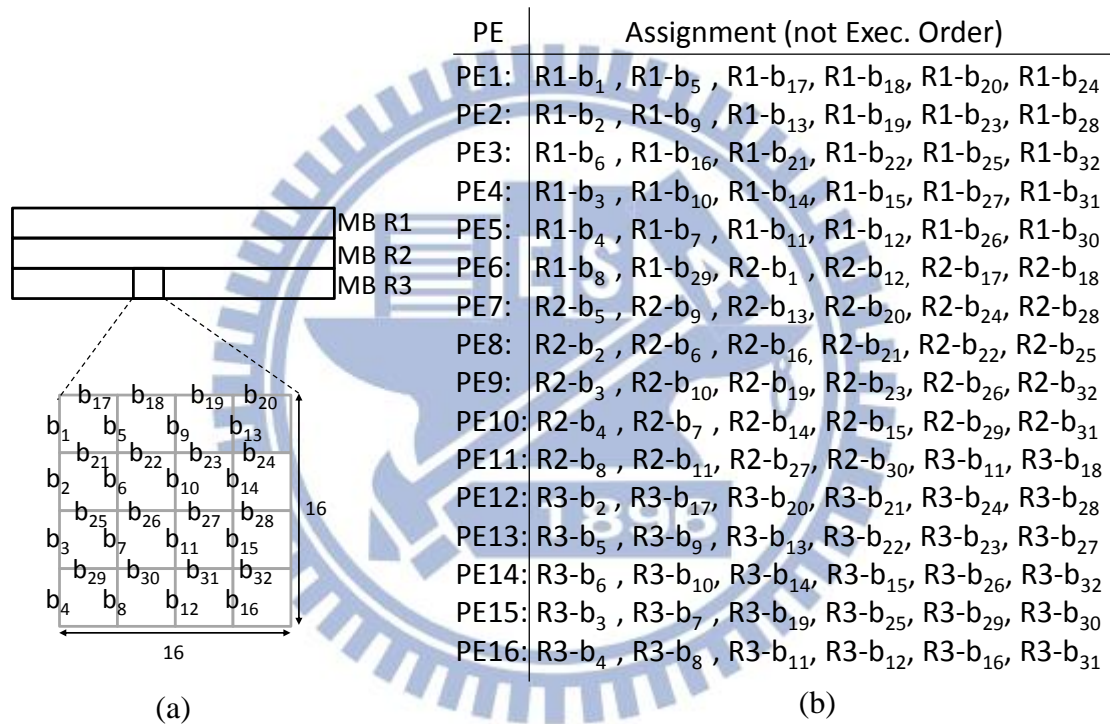 PE Assignment (not Exec. Order)
PE1: R1-b1 , R1-b5 , R1-b17, R1-b18, R1-b20, R1-b24
PE2: R1-b2 , R1-b9 , R1-b13, R1-b19, R1-b23, R1-b28
PE3: R1-b6 , R1-b16, R1-b21, R1-b22, R1-b25, R1-b32
PE4: R1-b3 , R1-b10, R1-b14, R1-b15, R1-b27, R1-b31
PE5: R1-b4 , R1-b7 , R1-b11, R1-b12, R1-b26, R1-b30
PE6: R1-b8 , R1-b29, R2-b1 , R2-b12, R2-b17, R2-b18
PE7: R2-b5 , R2-b9 , R2-b13, R2-b20, R2-b24, R2-b28
PE8: R2-b2 , R2-b6 , R2-b16, R2-b21, R2-b22, R2-b25
PE9: R2-b3 , R2-b10, R2-b19, R2-b23, R2-b26, R2-b32
PE10: R2-b4 , R2-b7 , R2-b14, R2-b15, R2-b29, R2-b31
PE11: R2-b8 , R2-b11, R2-b27, R2-b30, R3-b11, R3-b18
PE12: R3-b2 , R3-b17, R3-b20, R3-b21, R3-b24, R3-b28
PE13: R3-b5 , R3-b9 , R3-b13, R3-b22, R3-b23, R3-b27
PE14: R3-b6 , R3-b10, R3-b14, R3-b15, R3-b26, R3-b32
PE15: R3-b3 , R3-b7 , R3-b19, R3-b25, R3-b29, R3-b30
PE16: R3-b4 , R3-b8 , R3-b11, R3-b12, R3-b16, R3-b31
MB R1
MB R2
MB R3
b17 b18 b19 b20
b1 b5 b9 b13
b21 b22 b23 b24
b2 b6 b10 b14
16
b25 b26 b27 b28
b3 b7 b11 b15
b29 b30 b31 b32
b4 b8 b12 b16
16
(a)
(b)
ES
1896